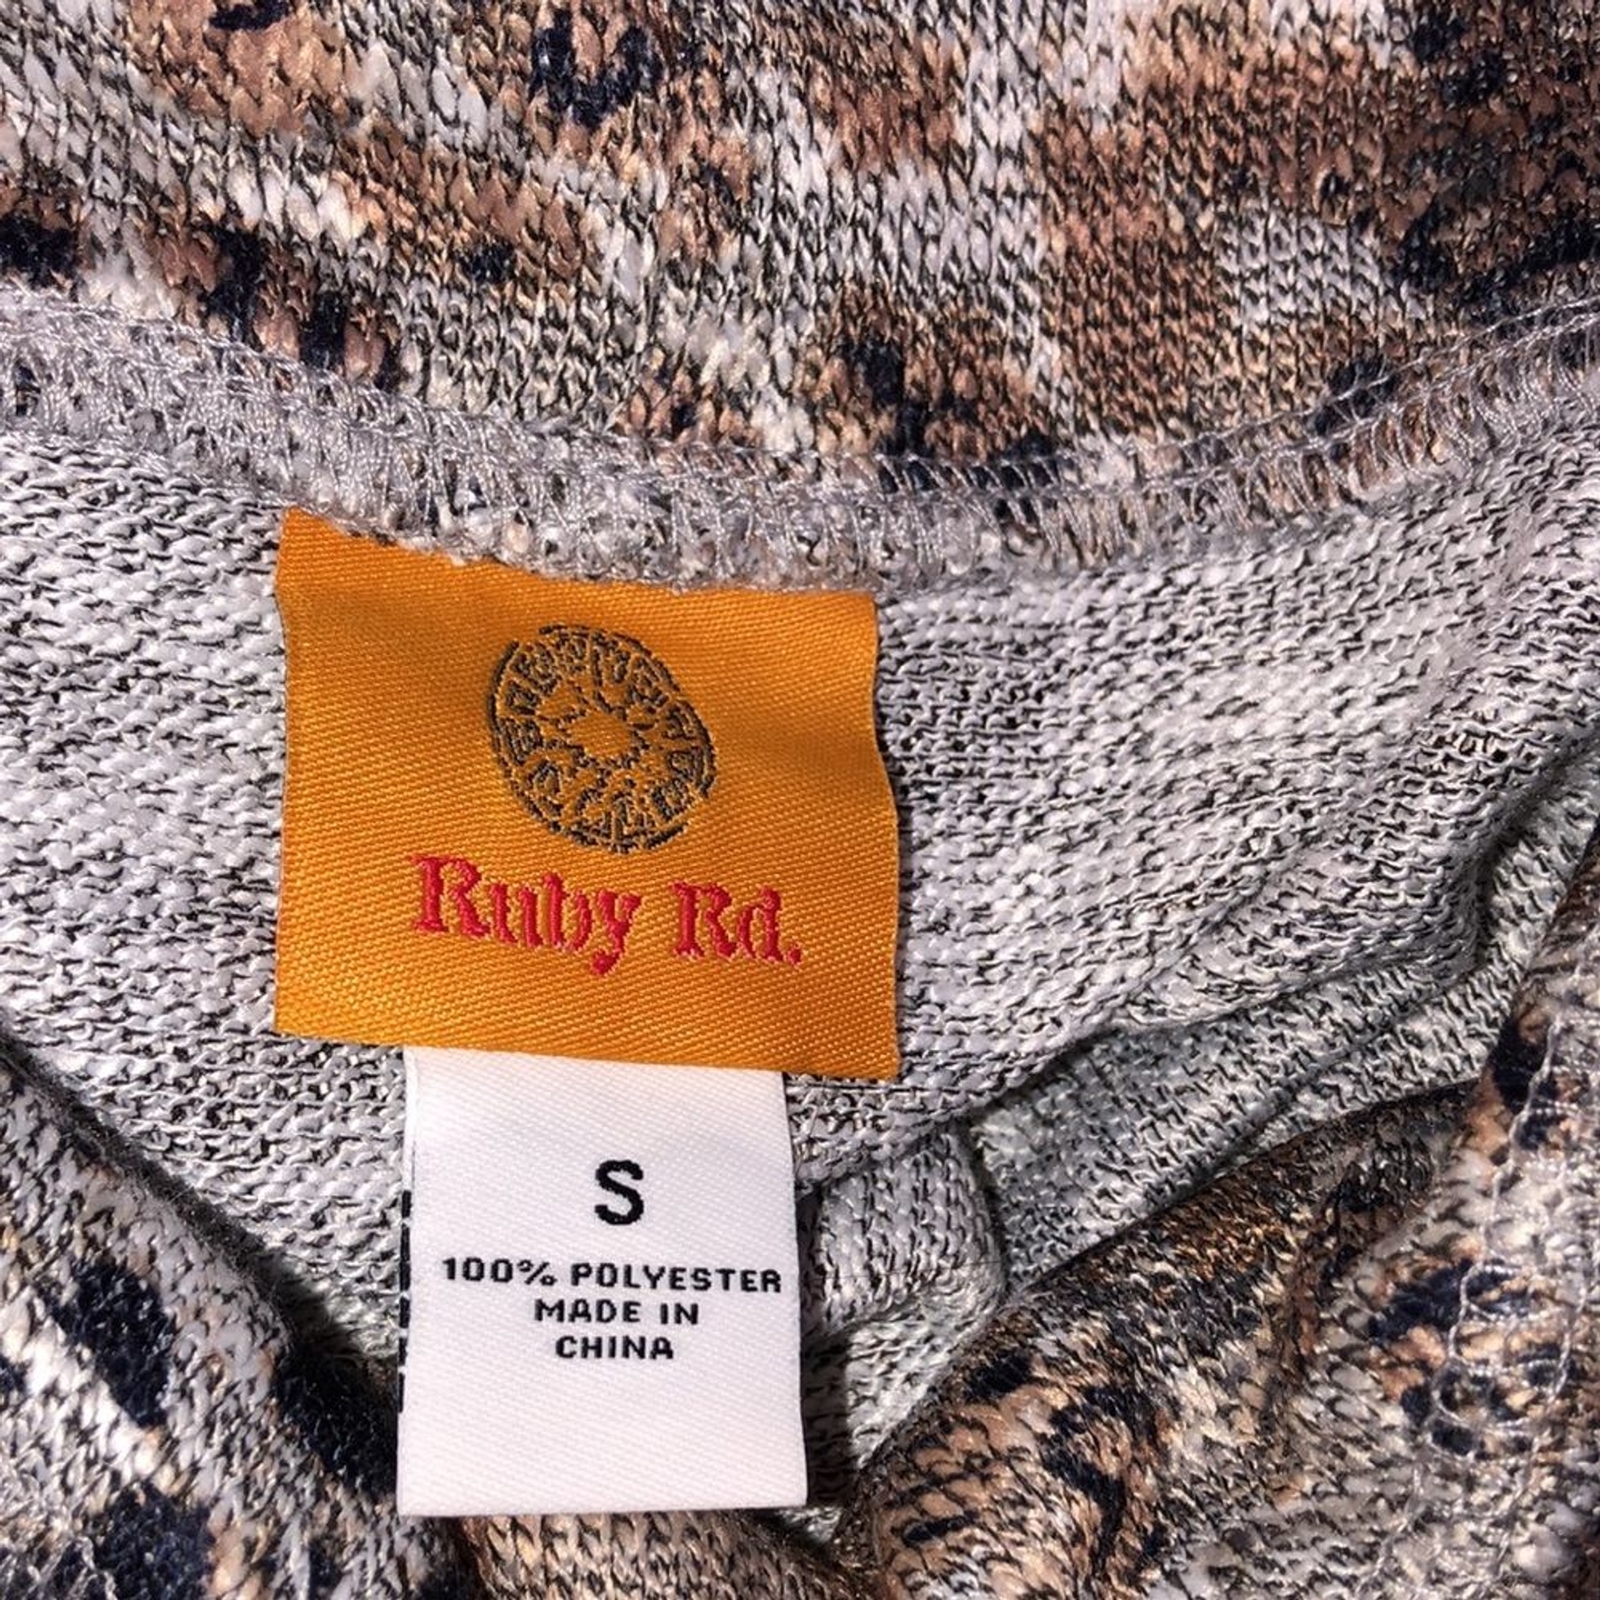 Ruby Rd.
S
100% POLYESTER
MADE IN
CHINA